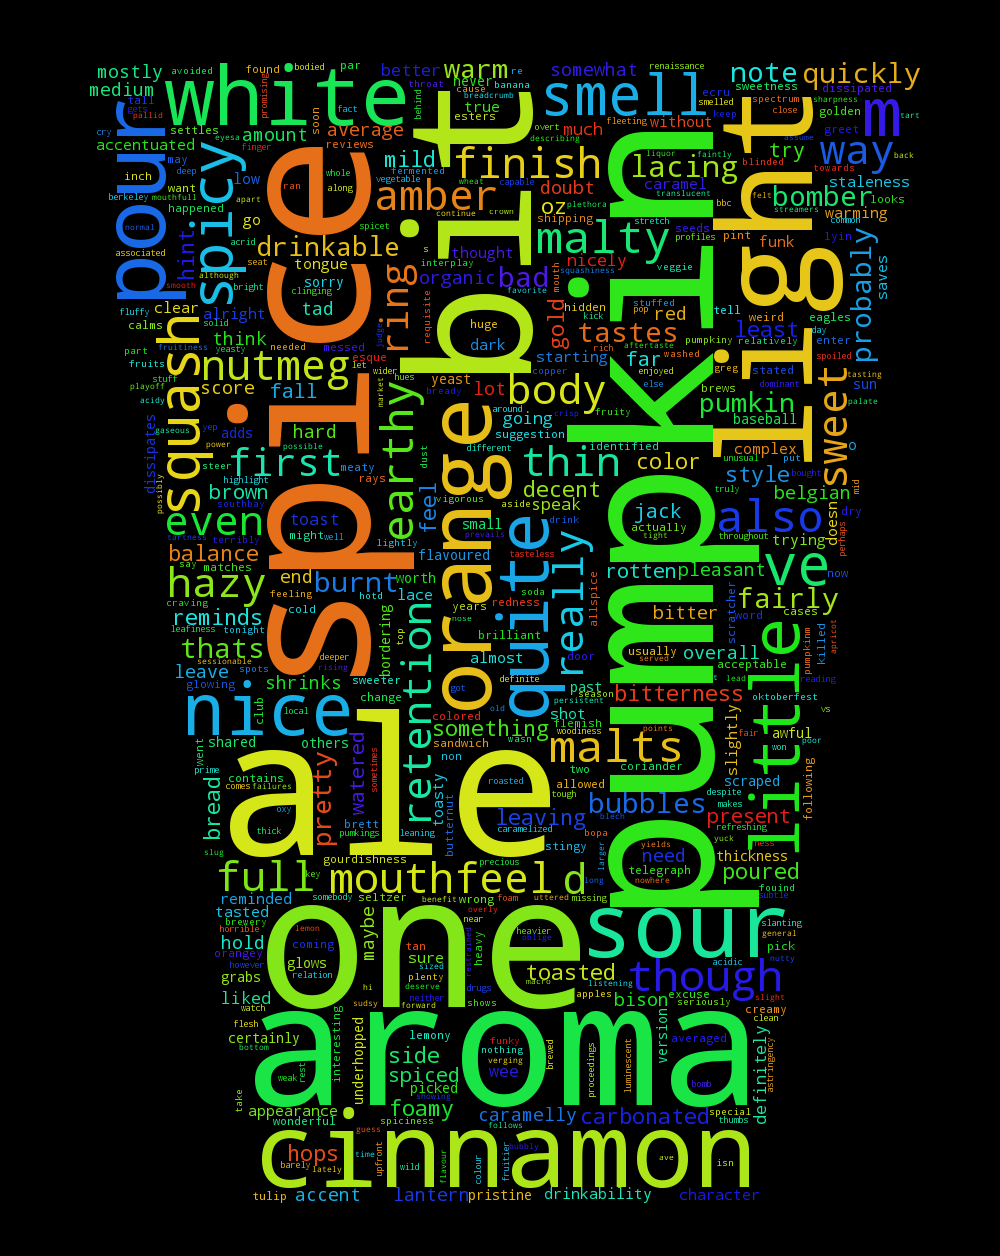 mostly
avoided
found
bodied
par
better
warm
re
somewhat
renaissance
note
quickly
medium
promising
white
throat
cause
banana
smell
sweetness
dissipated
tall
gets
pallid
fact
behind
breadcrumb
smelled
spectrum
sharpness
m
cry
settles
eyesa
amount
soon
average
never
true
esters
overt
describing
fleeting
much
without
keep
close
golden
assume
greet
tart
accentuated
finger
reviews
mild
fermented
finish
lacing
blinded
try
towards
way
back
may
deep
low
whole
vegetable
wheat
capable
doubt
liquor
faintly
inch
want
mouthfull
ran
along
amber
caramel
translucent
felt
bomber
staleness
looks
berkeley
happened
apart
spicet
continue
crown
oz
shipping
plethora
bbc
streamers
common
warming
pour
hint
spicy
go
acrid
drinkable
s
interplay
malty
stretch
seeds
profiles
pint
funk
lyin
normal
associated
seat
tongue
thought
nicely
aftertaste
veggie
weird
probably
saves
although
bright
sorry
clinging
organic
bad
squashiness
favorite
hidden
stuffed
red
tell
eagles
fluffy
smooth
clear
solid
alright
tad
ring
requisite
huge
dark
gold
mouth
kick
pop
tastes
least
relatively
day
enter
calms
fruitiness
yeasty
needed
messed
judge
rich
washed
pumpkiny
greg
stated
spoiled
part
think
esque
let
wider
starting
copper
enjoyed
far
else
brews
dominant
tasting
sun
fruits
stuff
nutmeg
hues
yeast
bready
lot
body
crisp
fruity
pumkin
palate
playoff
acidy
squash
score
fall
market
earthy
around
going
suggestion
different
identified
baseball
o
sweet
gaseous
yep
power
hard
possible
first
steer
meaty
rays
dust
thin
color
complex
unusual
put
bought
mid
dissipates
adds
highlight
brown
southbay
toast
might
well
feel
vigorous
aside
speak
decent
style
truly
belgian
possibly
even
tartness
terribly
lightly
small
drink
prevails
jack
actually
tight
also
throughout
trying
doesn
dry
perhaps
balance
say
matches
end
feeling
burnt
flavoured
tasteless
rotten
pleasant
ve
now
hazy
craving
hotd
worth
lace
soda
redness
allspice
scratcher
fairly
cases
leafiness
reminds
tonight
cold
bordering
top
years
nose
brilliant
bitter
word
killed
apricot
pumpkinm
thats
sessionable
deeper
rising
orange
quite
really
almost
door
usually
served
overall
acceptable
leave
spots
shrinks
sweeter
change
definite
persistent
past
season
bitterness
lead
oktoberfest
reading
glowing
club
local
got
old
shot
woodiness
slightly
little
vs
nice
spice
retention
colored
something
wasn
flemish
points
fair
won
awful
poor
shared
went
others
sandwich
non
malts
prime
contains
comes
failures
watered
sometimes
roasted
two
coriander
allowed
scraped
despite
following
bread
oxy
pretty
brett
toasty
butternut
tough
bubbles
makes
refreshing
thick
ale
pumkings
leaning
caramelized
leaving
bopa
blech
present
yuck
ness
slug
gourdishness
precious
stingy
larger
yields
need
thickness
full
key
mouthfeel
d
telegraph
nowhere
poured
reminded
somebody
seltzer
benefit
wrong
foam
uttered
missing
long
pumpkin
light
bit
fouind
subtle
tasted
brewery
overly
near
heavier
oblige
sour
slanting
general
horrible
orangey
lemon
maybe
tan
restrained
heavy
hold
however
coming
sure
sized
macro
toasted
acidic
pick
nutty
grabs
glows
relation
one
plenty
deserve
drugs
apples
listening
though
slight
liked
watch
hi
sudsy
neither
forward
shows
bison
excuse
seriously
creamy
clean
flesh
certainly
bottom
interesting
underhopped
lemony
funky
nothing
verging
brewed
proceedings
luminescent
version
averaged
definitely
astringency
weak
rest
aroma
side
spiced
picked
showing
wee
bomb
take
appearance
wonderful
spiciness
foamy
caramelly
follows
carbonated
special
thumbs
guess
cinnamon
hops
barely
lately
time
upfront
wild
flavour
colour
fruitier
bubbly
ave
isn
tulip
accent
lantern
pristine
drinkability
character